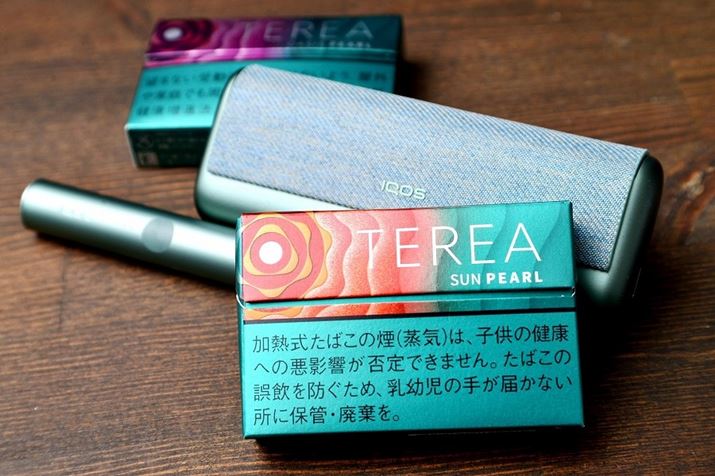 TEREA
PEARL
IQOS
TEREA
SUN PEARL
加熱式たばこの煙(蒸気)は、子供の健康
への悪影響が否定できません。たばこの
誤飲を防ぐため、乳幼児の手が届かない
所に保管・廃棄を。